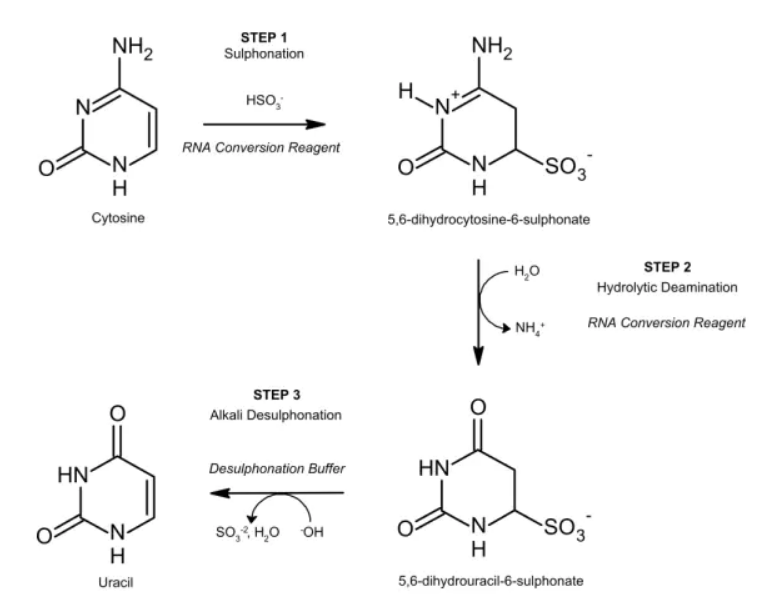 NH2
STEP 1
Sulphonation
HSO3-
RNA Conversion Reagent
N
O
N
H
Cytosine
NH2
H
N+
O
N
H
SO3-
5,6-dihydrocytosine-6-sulphonate
H2O
NH4+
STEP 2
Hydrolytic Deamination
RNA Conversion Reagent
STEP 3
Alkali Desulphonation
Desulphonation Buffer
SO3-2, H2O
-OH
O
HN
O
N
H
Uracil
O
HN
O
N
H
SO3-
5,6-dihydrouracil-6-sulphonate